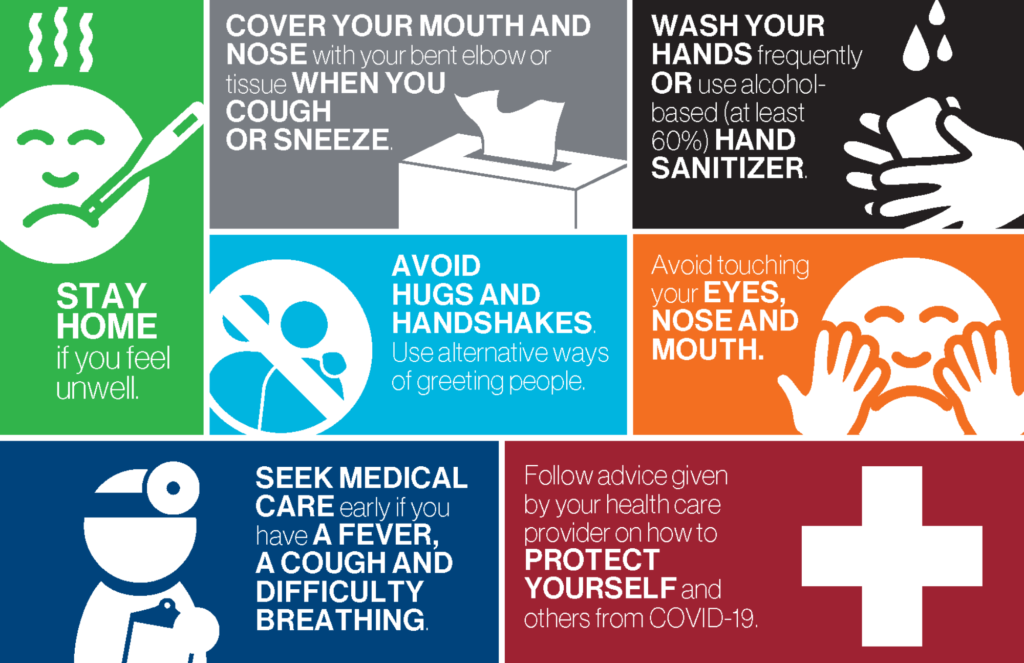 COVER YOUR MOUTH AND
NOSE with your bent elbow or
tissue WHEN YOU
COUGH
OR SNEEZE.
WASH YOUR
HANDS frequently
OR use alcohol-
based (at least
60%) HAND
SANITIZER.
STAY
HOME
if you feel
unwell.
AVOID
HUGS AND
HANDSHAKES.
Use alternative ways
of greeting people.
Avoid touching
your EYES,
NOSE AND
MOUTH.
SEEK MEDICAL
CARE early if you
have A FEVER,
A COUGH AND
DIFFICULTY
BREATHING.
Follow advice given
by your health care
provider on how to
PROTECT
YOURSELF and
others from COVID-19.